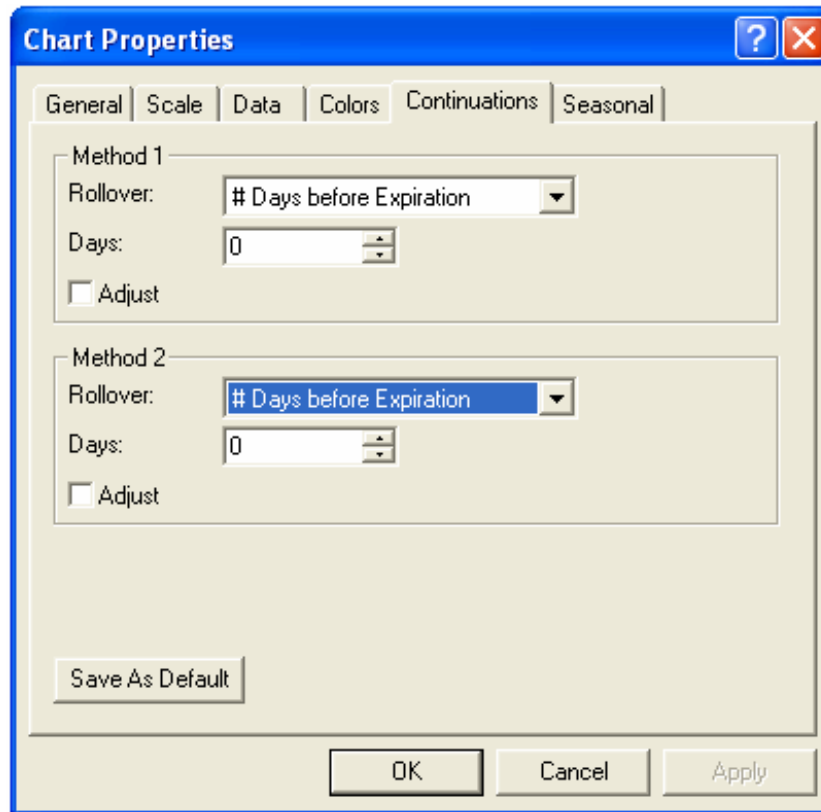 Chart Properties
?
General Scale Data Colors Continuations Seasonal
Method 1
Rollover: # Days before Expiration
Days: 0
Adjust
Method 2
Rollover: # Days before Expiration
Days: 0
Adjust
Save As Default
OK Cancel Apply